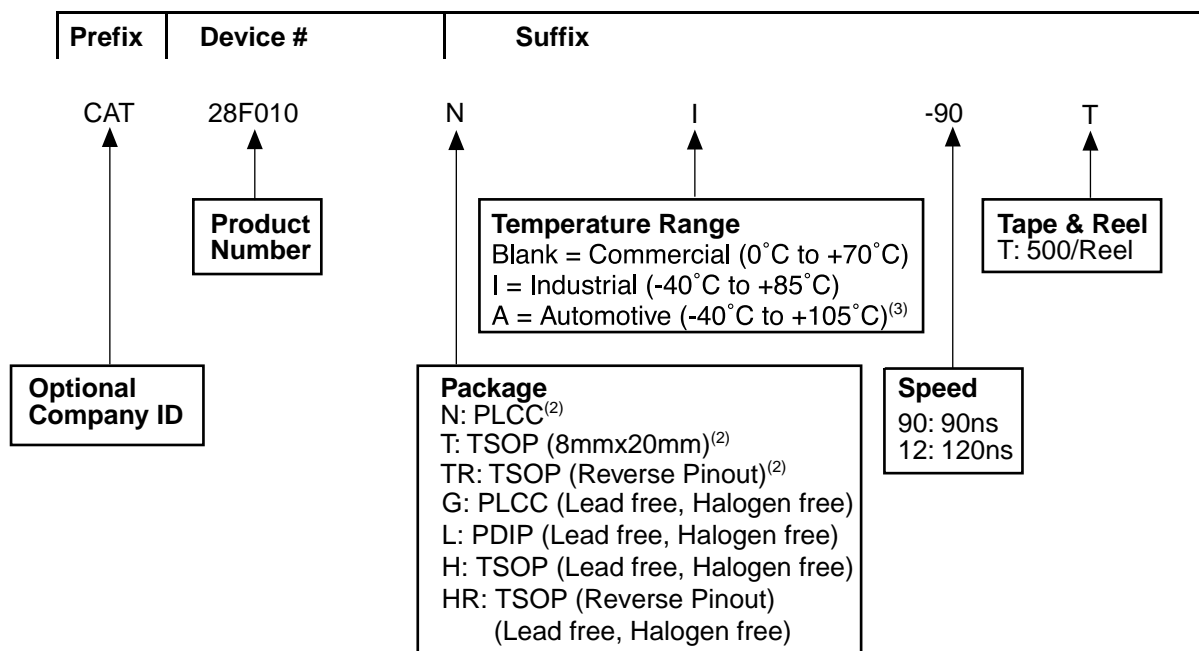 Prefix Device # Suffix
CAT 28F010 N I -90 T
Product
Number
Temperature Range
Blank = Commercial (0˚C to +70˚C)
I = Industrial (-40˚C to +85˚C)
A = Automotive (-40˚C to +105˚C)(3)
Tape & Reel
T: 500/Reel
Optional
Company ID
Package
N: PLCC(2)
T: TSOP (8mmx20mm)(2)
TR: TSOP (Reverse Pinout)(2)
G: PLCC (Lead free, Halogen free)
L: PDIP (Lead free, Halogen free)
H: TSOP (Lead free, Halogen free)
HR: TSOP (Reverse Pinout)
(Lead free, Halogen free)
Speed
90: 90ns
12: 120ns